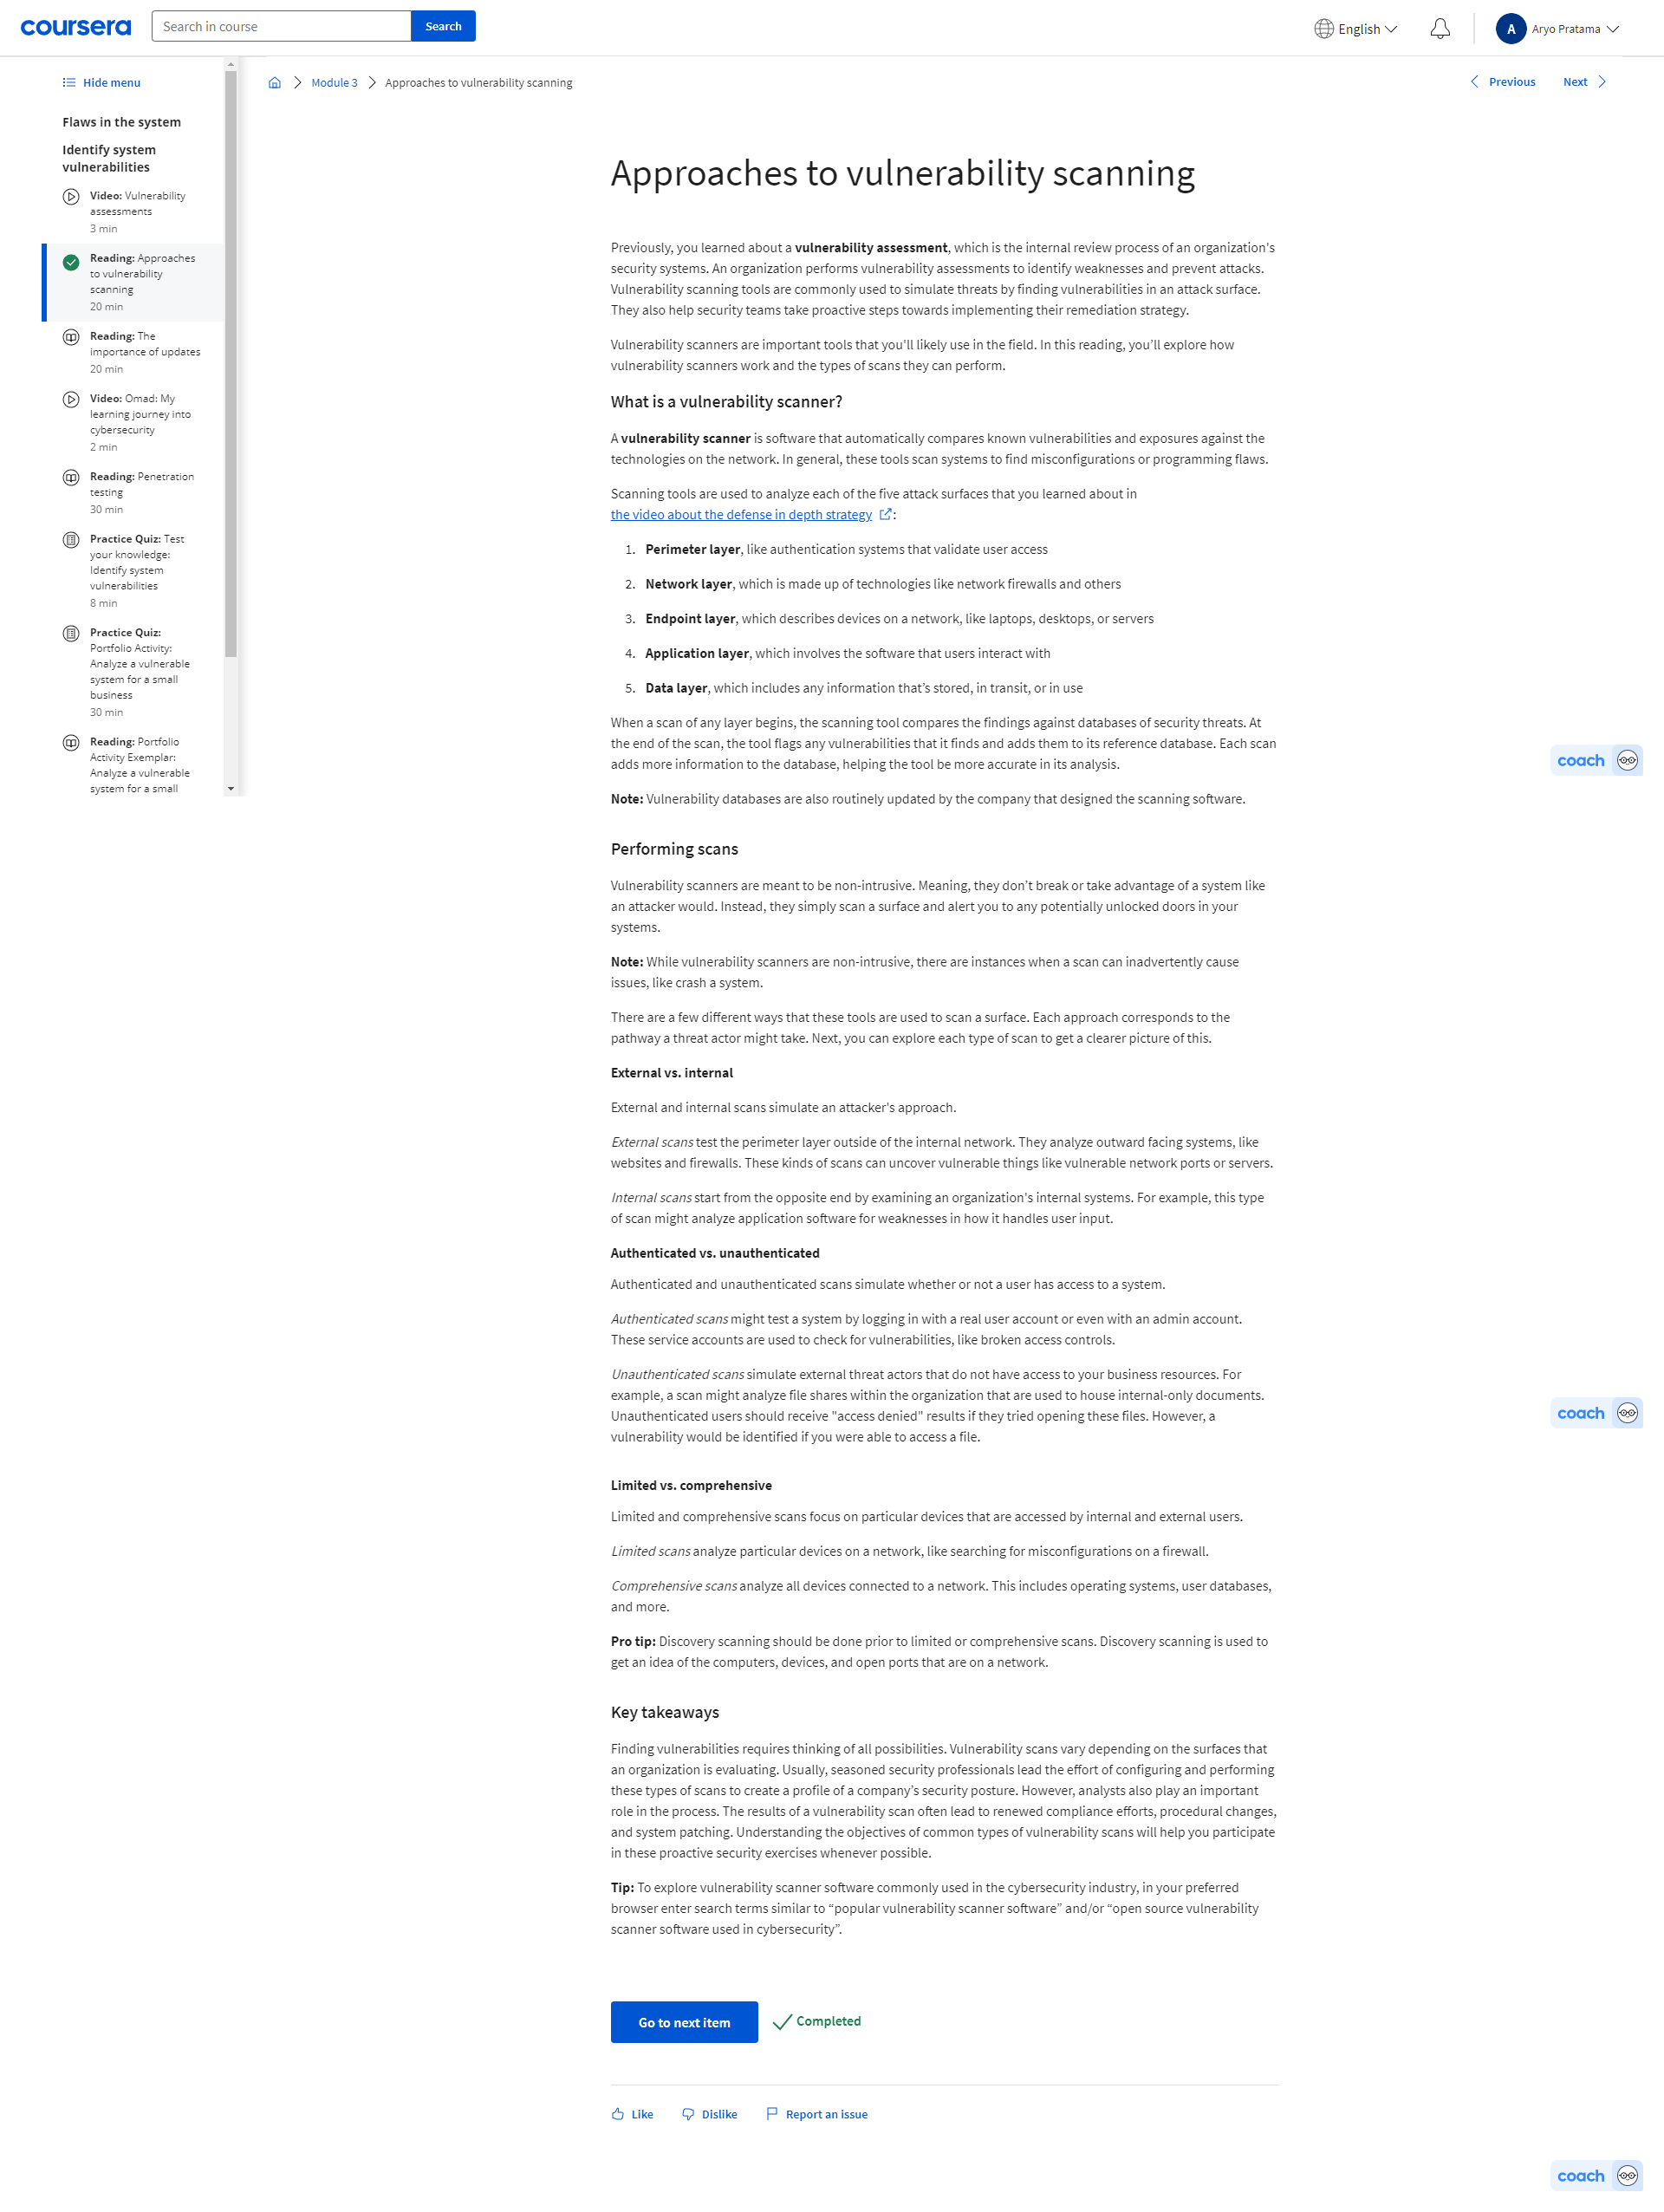 coursera
Search in course
Search
English
A
Aryo Pratama
Hide menu
Flaws in the system
Identify system
vulnerabilities
Video: Vulnerability
assessments
3 min
Reading: Approaches
to vulnerability
scanning
20 min
Reading: The
importance of updates
20 min
Video: Omad: My
learning journey into
cybersecurity
2 min
Reading: Penetration
testing
30 min
Practice Quiz: Test
your knowledge:
Identify system
vulnerabilities
8 min
Practice Quiz:
Portfolio Activity:
Analyze a vulnerable
system for a small
business
30 min
Reading: Portfolio
Activity Exemplar:
Analyze a vulnerable
system for a small
Module 3
Approaches to vulnerability scanning
Previous
Next
Approaches to vulnerability scanning
Previously, you learned about a vulnerability assessment, which is the internal review process of an organization's
security systems. An organization performs vulnerability assessments to identify weaknesses and prevent attacks.
Vulnerability scanning tools are commonly used to simulate threats by finding vulnerabilities in an attack surface.
They also help security teams take proactive steps towards implementing their remediation strategy.
Vulnerability scanners are important tools that you'll likely use in the field. In this reading, you’ll explore how
vulnerability scanners work and the types of scans they can perform.
What is a vulnerability scanner?
A vulnerability scanner is software that automatically compares known vulnerabilities and exposures against the
technologies on the network. In general, these tools scan systems to find misconfigurations or programming flaws.
Scanning tools are used to analyze each of the five attack surfaces that you learned about in
the video about the defense in depth strategy :
1. Perimeter layer, like authentication systems that validate user access
2. Network layer, which is made up of technologies like network firewalls and others
3. Endpoint layer, which describes devices on a network, like laptops, desktops, or servers
4. Application layer, which involves the software that users interact with
5. Data layer, which includes any information that’s stored, in transit, or in use
When a scan of any layer begins, the scanning tool compares the findings against databases of security threats. At
the end of the scan, the tool flags any vulnerabilities that it finds and adds them to its reference database. Each scan
adds more information to the database, helping the tool be more accurate in its analysis.
coach
Note: Vulnerability databases are also routinely updated by the company that designed the scanning software.
Performing scans
Vulnerability scanners are meant to be non-intrusive. Meaning, they don’t break or take advantage of a system like
an attacker would. Instead, they simply scan a surface and alert you to any potentially unlocked doors in your
systems.
Note: While vulnerability scanners are non-intrusive, there are instances when a scan can inadvertently cause
issues, like crash a system.
There are a few different ways that these tools are used to scan a surface. Each approach corresponds to the
pathway a threat actor might take. Next, you can explore each type of scan to get a clearer picture of this.
External vs. internal
External and internal scans simulate an attacker's approach.
External scans test the perimeter layer outside of the internal network. They analyze outward facing systems, like
websites and firewalls. These kinds of scans can uncover vulnerable things like vulnerable network ports or servers.
Internal scans start from the opposite end by examining an organization's internal systems. For example, this type
of scan might analyze application software for weaknesses in how it handles user input.
Authenticated vs. unauthenticated
Authenticated and unauthenticated scans simulate whether or not a user has access to a system.
Authenticated scans might test a system by logging in with a real user account or even with an admin account.
These service accounts are used to check for vulnerabilities, like broken access controls.
Unauthenticated scans simulate external threat actors that do not have access to your business resources. For
example, a scan might analyze file shares within the organization that are used to house internal-only documents.
Unauthenticated users should receive "access denied" results if they tried opening these files. However, a
vulnerability would be identified if you were able to access a file.
coach
Limited vs. comprehensive
Limited and comprehensive scans focus on particular devices that are accessed by internal and external users.
Limited scans analyze particular devices on a network, like searching for misconfigurations on a firewall.
Comprehensive scans analyze all devices connected to a network. This includes operating systems, user databases,
and more.
Pro tip: Discovery scanning should be done prior to limited or comprehensive scans. Discovery scanning is used to
get an idea of the computers, devices, and open ports that are on a network.
Key takeaways
Finding vulnerabilities requires thinking of all possibilities. Vulnerability scans vary depending on the surfaces that
an organization is evaluating. Usually, seasoned security professionals lead the effort of configuring and performing
these types of scans to create a profile of a company’s security posture. However, analysts also play an important
role in the process. The results of a vulnerability scan often lead to renewed compliance efforts, procedural changes,
and system patching. Understanding the objectives of common types of vulnerability scans will help you participate
in these proactive security exercises whenever possible.
Tip: To explore vulnerability scanner software commonly used in the cybersecurity industry, in your preferred
browser enter search terms similar to “popular vulnerability scanner software” and/or “open source vulnerability
scanner software used in cybersecurity”.
Go to next item
Completed
Like
Dislike
Report an issue
coach